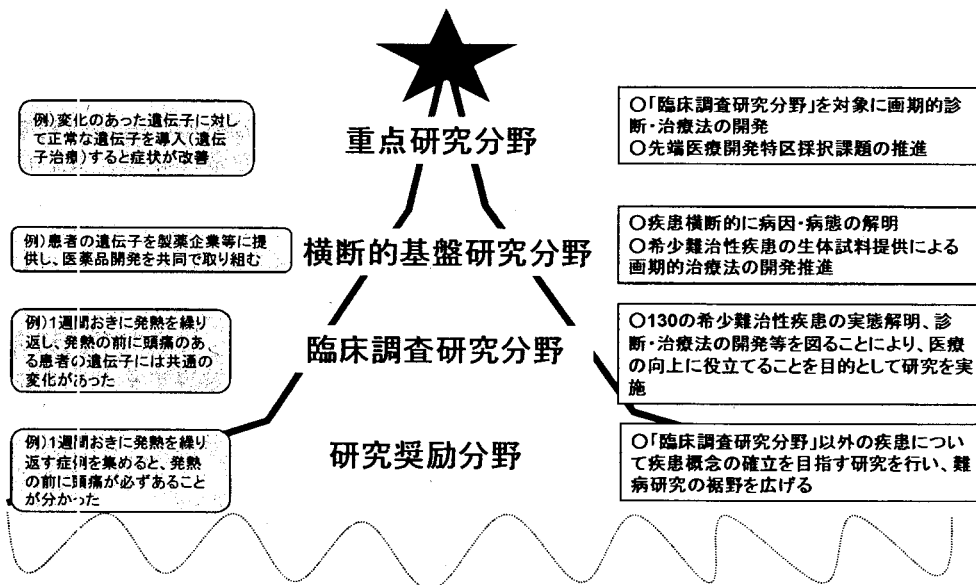 例)変化のあった遺伝子に対し
て正常な遺伝子を導入(遺伝
子治療)すると症状が改善
重点研究分野
〇「臨床調査研究分野」を対象に画期的診
断・治療法の開発
〇先端医療開発特区採択課題の推進
例)患者の遺伝子を製薬企業等に提
供し、医薬品開発を共同で取り組む
横断的基盤研究分野
〇疾患横断的に病因・病態の解明
〇希少難治性疾患の生体試料提供による
画期的治療法の開発推進
例)1週間おきに発熱を繰り
返し、発熱の前に頭痛のあ
る患者の遺伝子には共通の
変化があった
臨床調査研究分野
〇130の希少難治性疾患の実態解明、診
断・治療法の開発等を図ることにより、医療
の向上に役立てることを目的として研究を実
施
例)1週間おきに発熱を繰り
返す症例を集めると、発熱
の前に頭痛が必ずあること
が分かった
研究奨励分野
〇「臨床調査研究分野」以外の疾患につい
て疾患概念の確立を目指す研究を行い、難
病研究の裾野を広げる